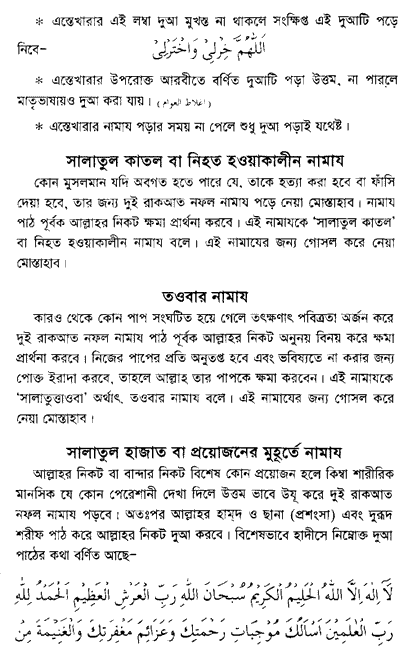 * এস্তেখারার এই লম্বা দুআ মুখস্ত না থাকলে সংক্ষিপ্ত এই দুআটি পড়ে
নিবে- اَللّٰهُمَّ خِرْلِىْ وَاخْتَرْلِىْ
* এস্তেখারার উপরোক্ত আরবীতে বর্ণিত দুআটি পড়া উত্তম, না পারলে
মাতৃভাষায়ও দুআ করা যায়। (اغلاط العوام)
* এস্তেখারার নামায পড়ার সময় না পেলে শুধু দুআ পড়াই যথেষ্ট।
সালাতুল কাতল বা নিহত হওয়াকালীন নামায
কোন মুসলমান যদি অবগত হতে পারে যে, তাকে হত্যা করা হবে বা ফাঁসি
দেয়া হবে, তার জন্য দুই রাকআত নফল নামায পড়ে নেয়া মোস্তাহাব। নামায
পাঠ পূর্বক আল্লাহর নিকট ক্ষমা প্রার্থনা করবে। এই নামাযকে ‘সালাতুল কাতল’
বা নিহত হওয়াকালীন নামায বলে। এই নামাযের জন্য গোসল করে নেয়া
মোস্তাহাব।
তওবার নামায
কারও থেকে কোন পাপ সংঘটিত হয়ে গেলে তৎক্ষণাৎ পবিত্রতা অর্জন করে
দুই রাকআত নফল নামায পাঠ পূর্বক আল্লাহর নিকট অনুনয় বিনয় করে ক্ষমা
প্রার্থনা করবে। নিজের পাপের প্রতি অনুতপ্ত হবে এবং ভবিষ্যতে না করার জন্য
পোক্ত ইরাদা করবে, তাহলে আল্লাহ তার পাপকে ক্ষমা করবেন। এই নামাযকে
‘সালাতুত্তাওবা’ অর্থাৎ, তওবার নামায বলে। এই নামাযের জন্য গোসল করে
নেয়া মোস্তাহাব।
সালাতুল হাজাত বা প্রয়োজনের মুহূর্তে নামায
আল্লাহর নিকট বা বান্দার নিকট বিশেষ কোন প্রয়োজন হলে কিম্বা শারীরিক
মানসিক যে কোন পেরেশানী দেখা দিলে উত্তম ভাবে উযূ করে দুই রাকআত
নফল নামায পড়বে। অতঃপর আল্লাহর হাম্‌দ ও ছানা (প্রশংসা) এবং দুরূদ
শরীফ পাঠ করে আল্লাহর নিকট দুআ করবে। বিশেষভাবে হাদীসে নিম্নোক্ত দুআ
পাঠের কথা বর্ণিত আছে-
لَآ اِلٰهَ اِلَّا اللهُ الْحَلِيْمُ الْكَرِيْمُ سُبْحَانَ اللهِ رَبِّ الْعَرْشِ الْعَظِيْمِ اَلْحَمْدُ لِلّٰهِ
رَبِّ الْعٰلَمِيْنَ اَسْاَلُكَ مُوْجِبَاتِ رَحْمَتِكَ وَعَزَائِمَ مَغْفِرَتِكَ وَالْغَنِيْمَةَ مِنْ